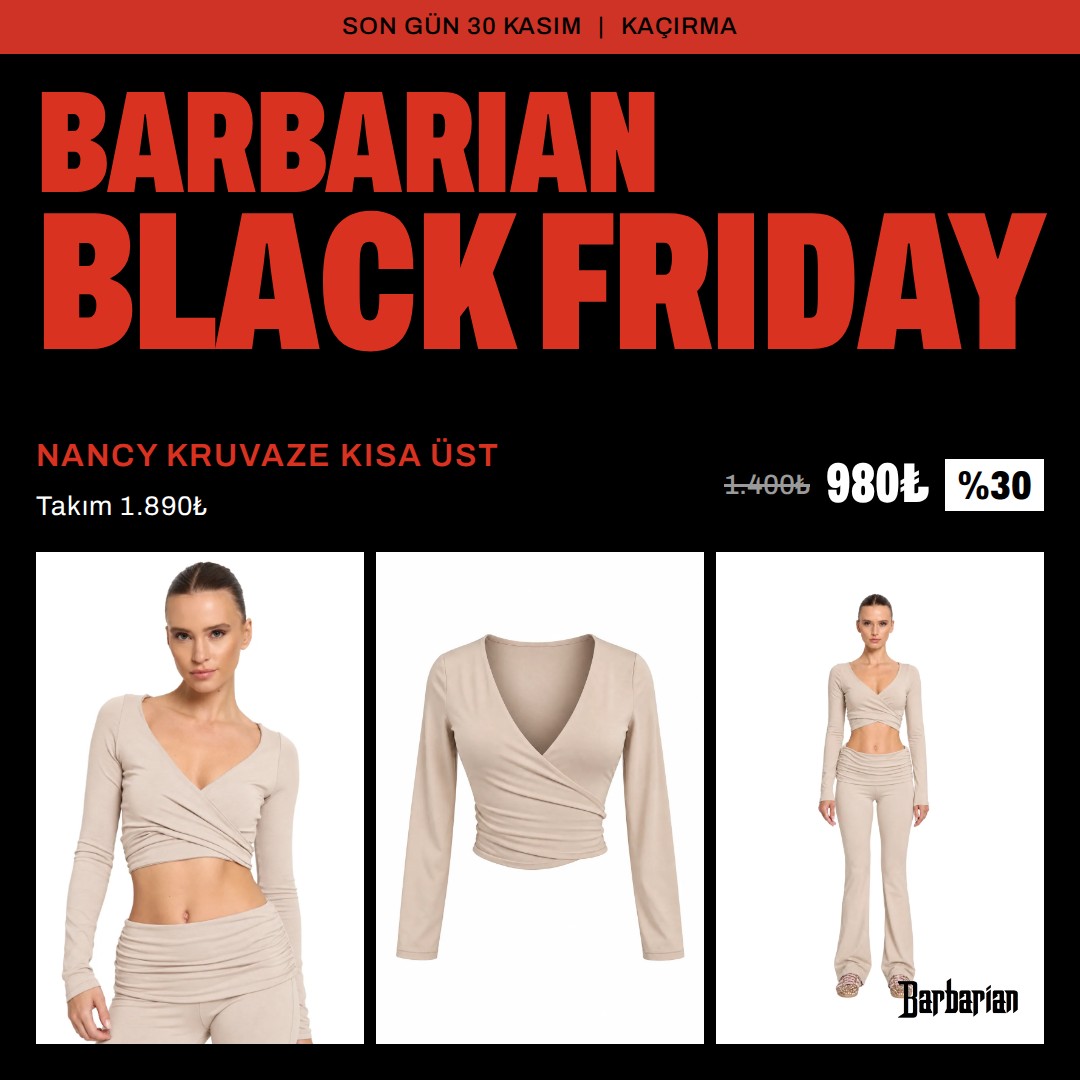 SON GÜN 30 KASIM | KAÇIRMA
BARBARIAN
BLACK FRIDAY
NANCY KRUVAZE KISA ÜST
Takım 1.890₺
1.400₺ 980₺ %30
Barbarian